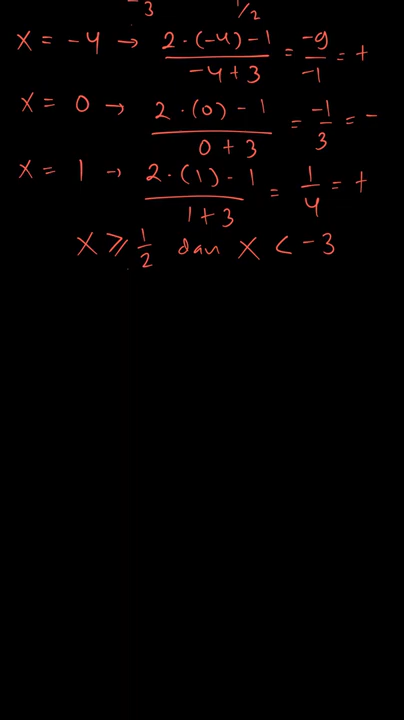 -3 1/2
x = -4 → 2·(-4)-1 / -4+3 = -9/-1 = +
x = 0 → 2·(0)-1 / 0+3 = -1/3 = -
x = 1 → 2·(1)-1 / 1+3 = 1/4 = +
x ≥ 1/2 dan x < -3